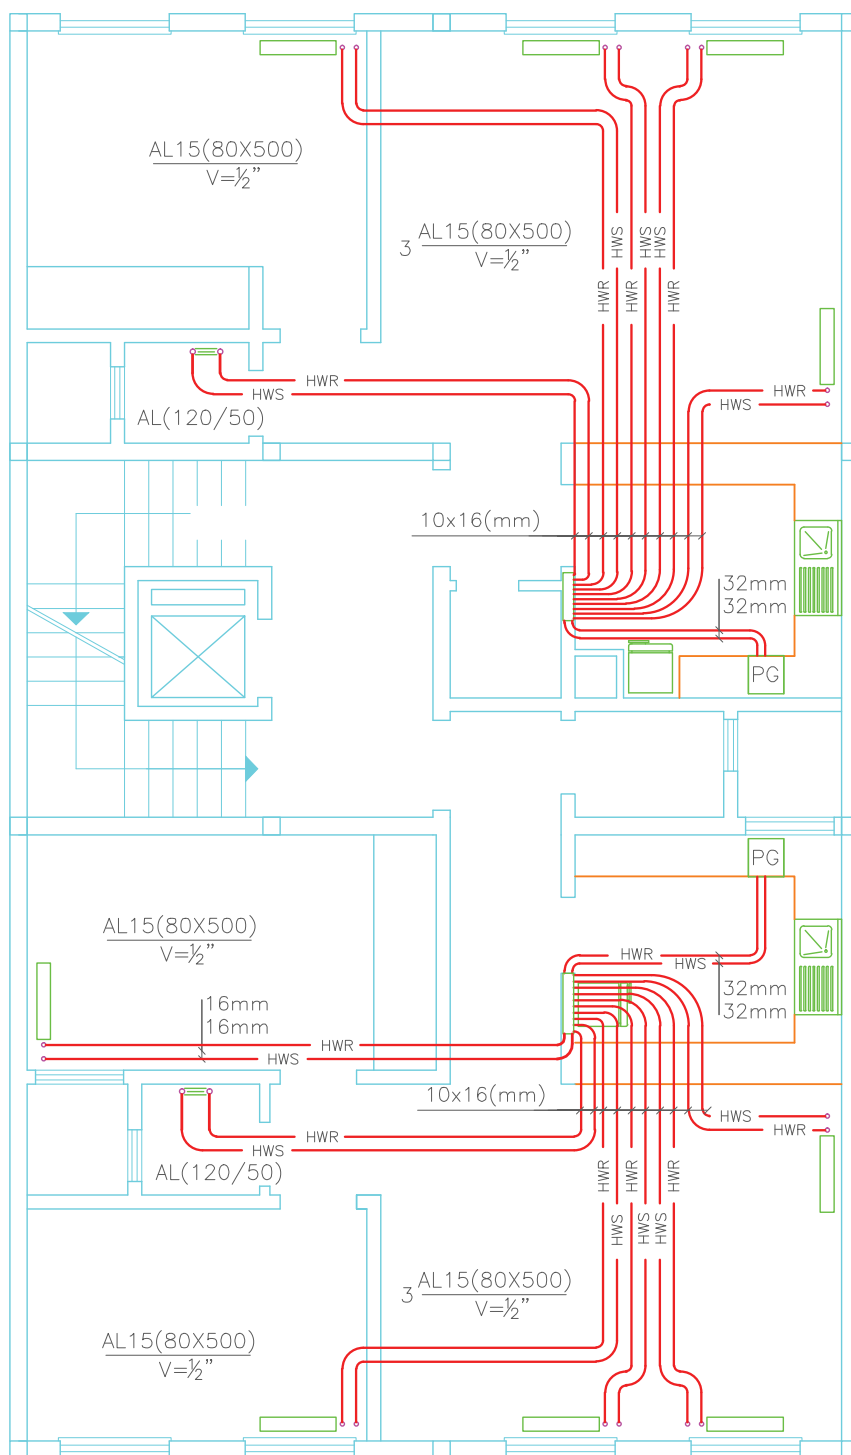 AL15(80X500)
V=½”
3 AL15(80X500)
V=½”
HWS
HWS
HWS
HWR
HWR
HWR
HWR
HWS
HWR
HWS
AL(120/50)
10x16(mm)
32mm
32mm
PG
PG
AL15(80X500)
V=½”
HWR
HWS
32mm
32mm
16mm
16mm
HWR
HWS
10x16(mm)
HWS
HWR
HWR
HWS
AL(120/50)
HWR
HWR
HWR
HWS
HWS
HWS
3 AL15(80X500)
V=½”
AL15(80X500)
V=½”